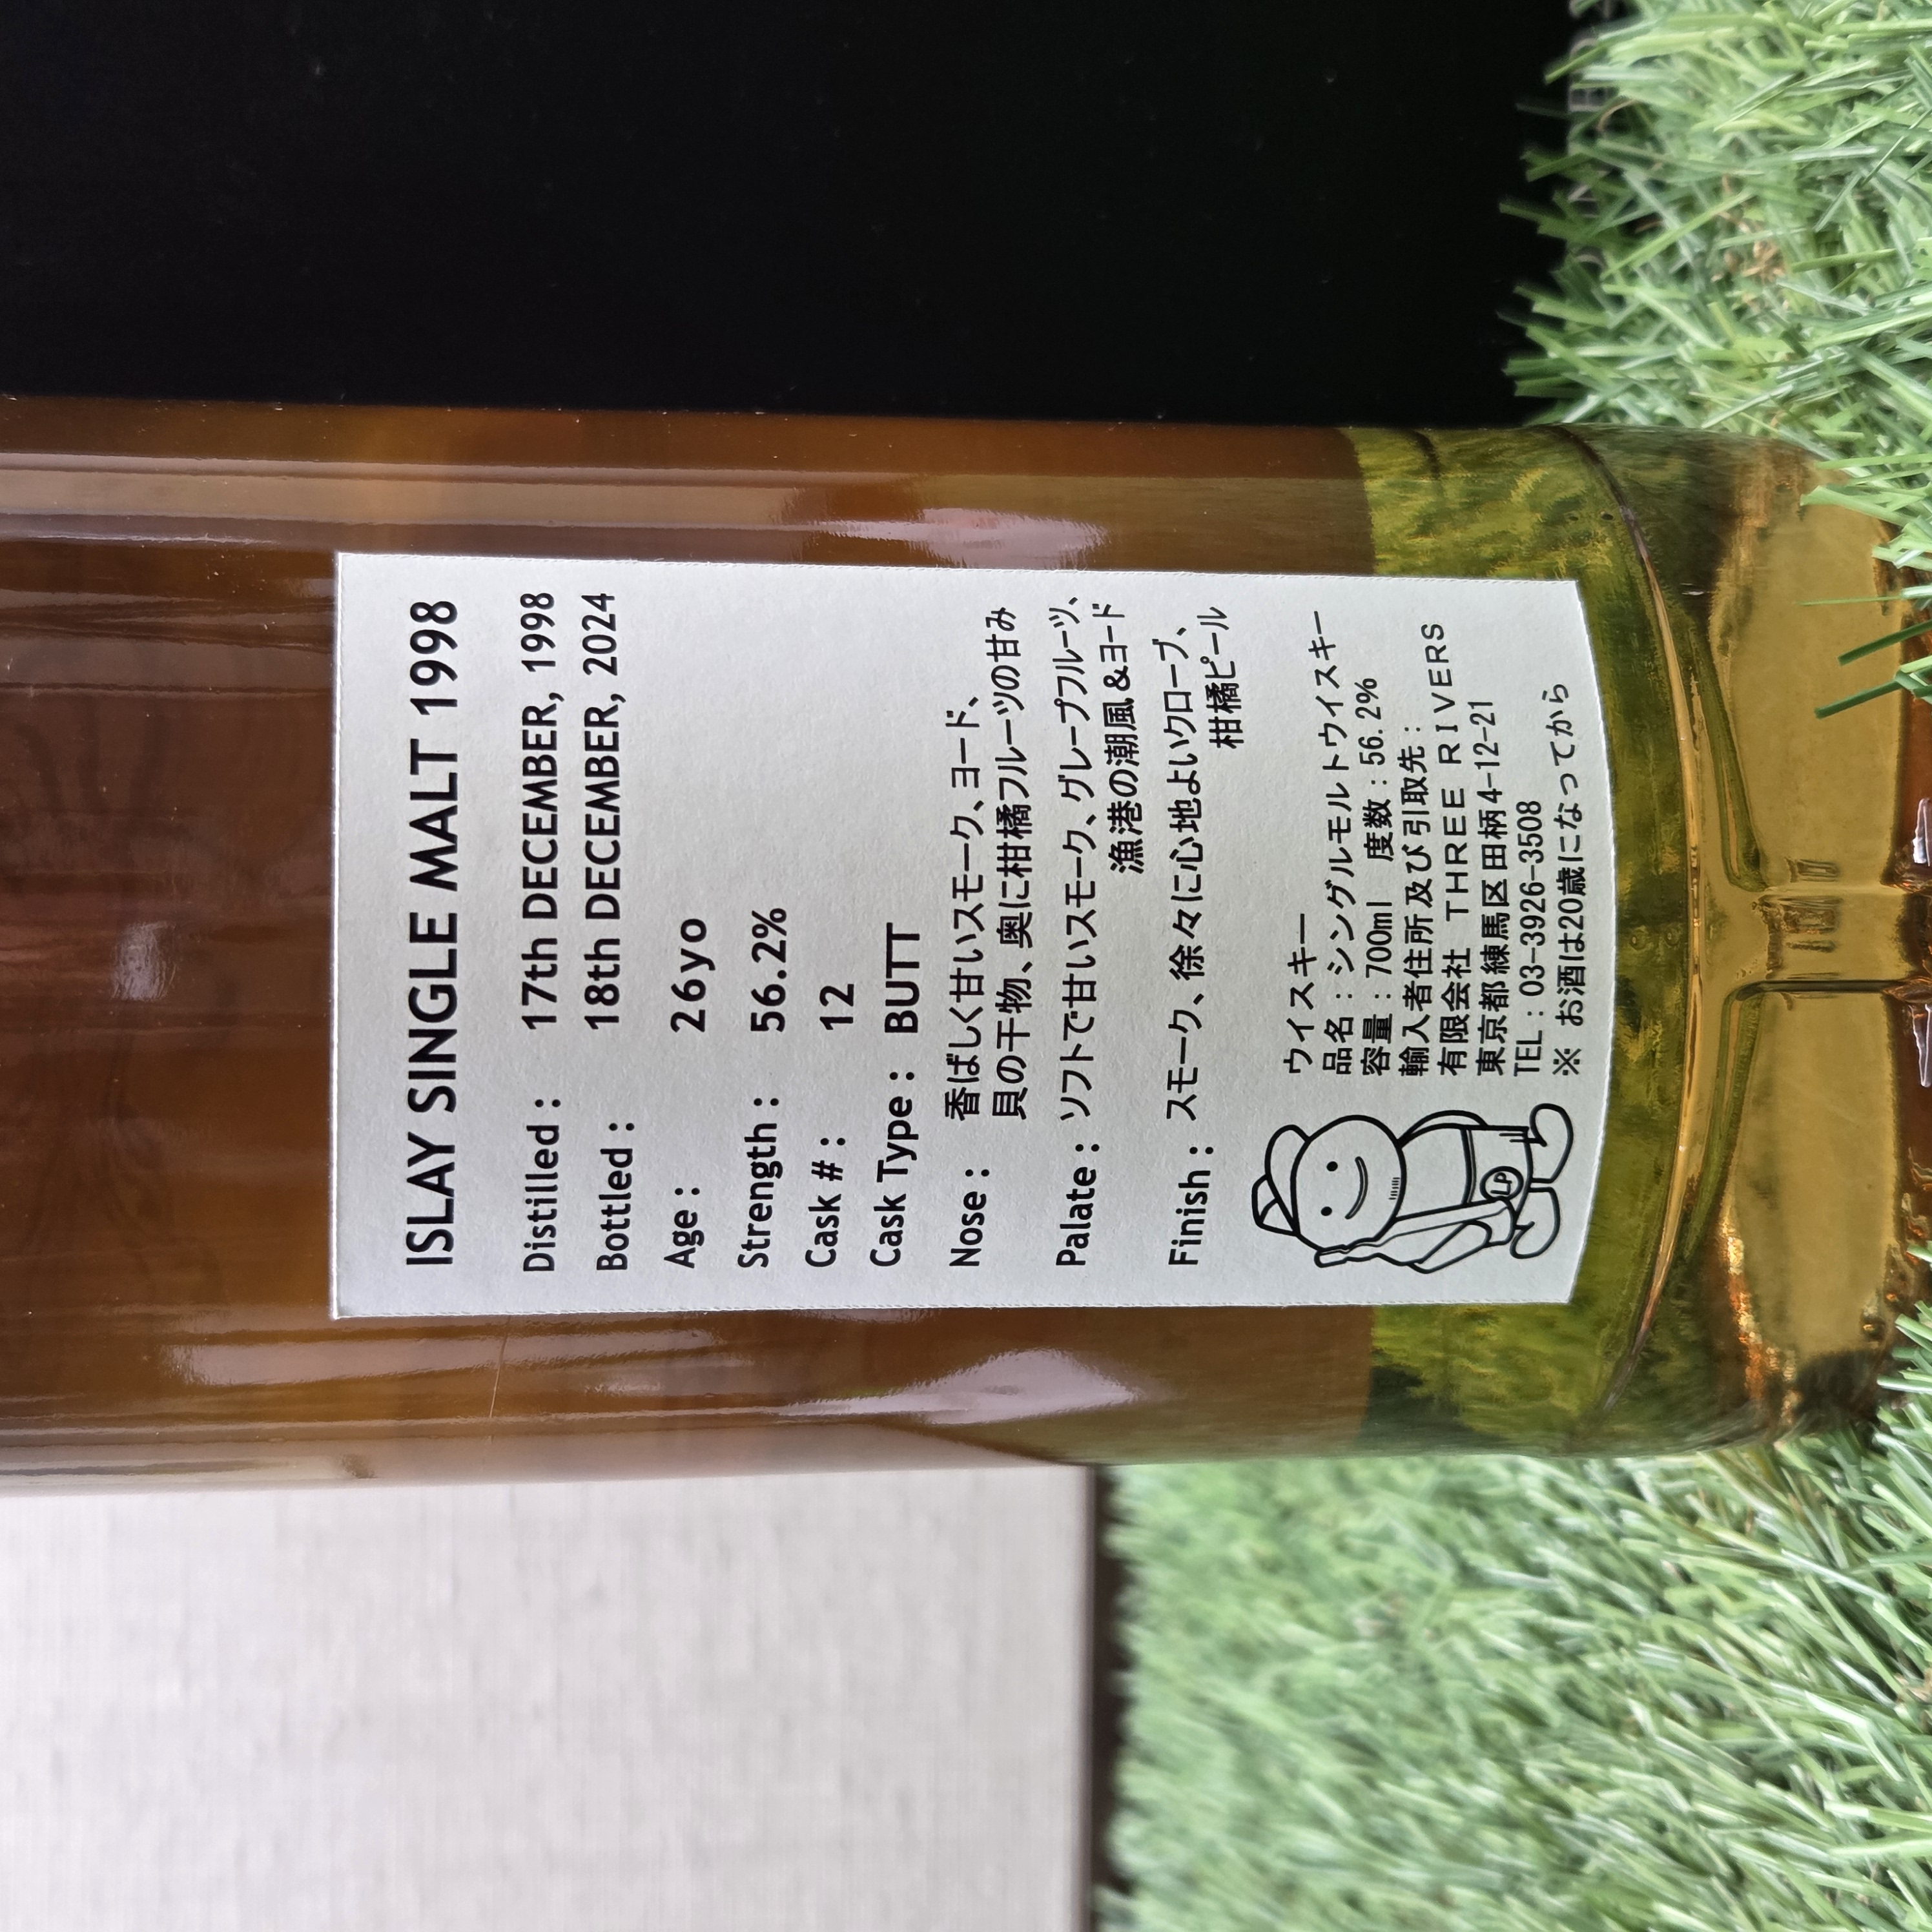 ISLAY SINGLE MALT 1998
Distilled : 17th DECEMBER, 1998
Bottled : 18th DECEMBER, 2024
Age : 26yo
Strength : 56.2%
Cask # : 12
Cask Type : BUTT
Nose : 香ばしく甘いスモーク、ヨード、
貝の干物、奥に柑橘フルーツの甘み
Palate : ソフトで甘いスモーク、グレープフルーツ、
漁港の潮風&ヨード
Finish : スモーク、徐々に心地よいクローブ、
柑橘ピール
ウイスキー
品名：シングルモルトウイスキー
容量：700ml 度数：56.2%
輸入者住所及び引取先：
有限会社 THREE RIVERS
東京都練馬区田柄4-12-21
TEL：03-3926-3508
※ お酒は20歳になってから
LP